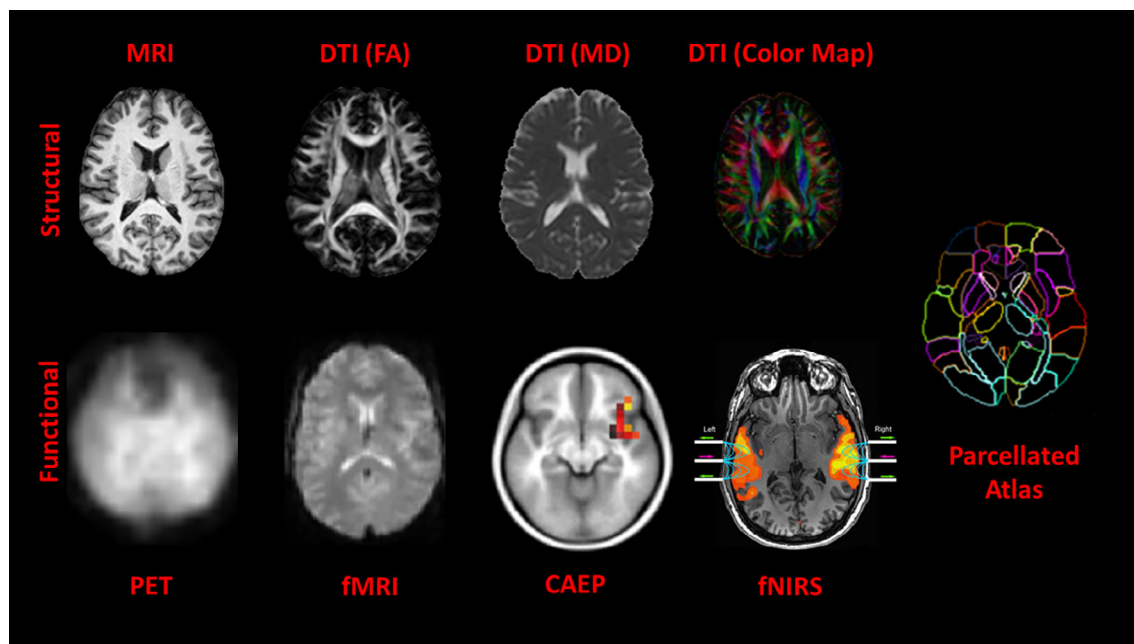 MRI
DTI (FA)
DTI (MD)
DTI (Color Map)
Structural
Functional
Left
Right
Parcellated
Atlas
PET
fMRI
CAEP
fNIRS